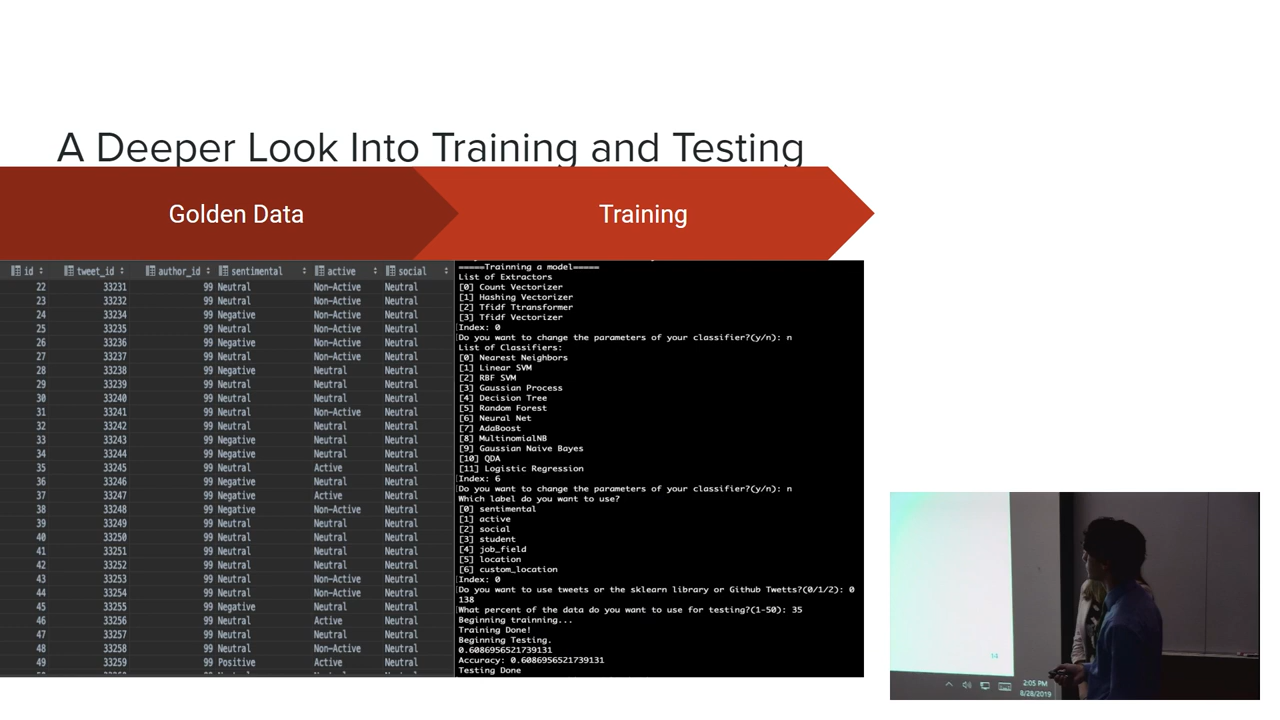 A Deeper Look Into Training and Testing
Golden Data
Training
id tweet_id author_id sentimental active social
22 33231 99 Neutral Non-Active Neutral
23 33232 99 Neutral Non-Active Neutral
24 33234 99 Negative Non-Active Neutral
25 33235 99 Neutral Non-Active Neutral
26 33236 99 Negative Non-Active Neutral
27 33237 99 Neutral Non-Active Neutral
28 33238 99 Negative Neutral Neutral
29 33239 99 Neutral Neutral Neutral
30 33240 99 Neutral Neutral Neutral
31 33241 99 Neutral Non-Active Neutral
32 33242 99 Neutral Neutral Neutral
33 33243 99 Negative Neutral Neutral
34 33244 99 Negative Neutral Neutral
35 33245 99 Neutral Active Neutral
36 33246 99 Negative Neutral Neutral
37 33247 99 Negative Active Neutral
38 33248 99 Negative Non-Active Neutral
39 33249 99 Neutral Neutral Neutral
40 33250 99 Neutral Neutral Neutral
41 33251 99 Neutral Neutral Neutral
42 33252 99 Neutral Neutral Neutral
43 33253 99 Neutral Non-Active Neutral
44 33254 99 Neutral Non-Active Neutral
45 33255 99 Negative Neutral Neutral
46 33256 99 Neutral Active Neutral
47 33257 99 Neutral Neutral Neutral
48 33258 99 Neutral Non-Active Neutral
49 33259 99 Positive Active Neutral
=====Trainning a model=====
List of Extractors
[0] Count Vectorizer
[1] Hashing Vectorizer
[2] Tfidf Ttransformer
[3] Tfidf Vectorizer
Index: 0
Do you want to change the parameters of your classifier?(y/n): n
List of Classifiers:
[0] Nearest Neighbors
[1] Linear SVM
[2] RBF SVM
[3] Gaussian Process
[4] Decision Tree
[5] Random Forest
[6] Neural Net
[7] AdaBoost
[8] MultinomialNB
[9] Gaussian Naive Bayes
[10] QDA
[11] Logistic Regression
Index: 6
Do you want to change the parameters of your classifier?(y/n): n
Which label do you want to use?
[0] sentimental
[1] active
[2] social
[3] student
[4] job_field
[5] location
[6] custom_location
Index: 0
Do you want to use tweets or the sklearn library or Github Twetts?(0/1/2): 0
138
What percent of the data do you want to use for testing?(1-50): 35
Beginning trainning...
Training Done!
Beginning Testing.
0.6086956521739131
Accuracy: 0.6086956521739131
Testing Done
14
2:05 PM
8/28/2019